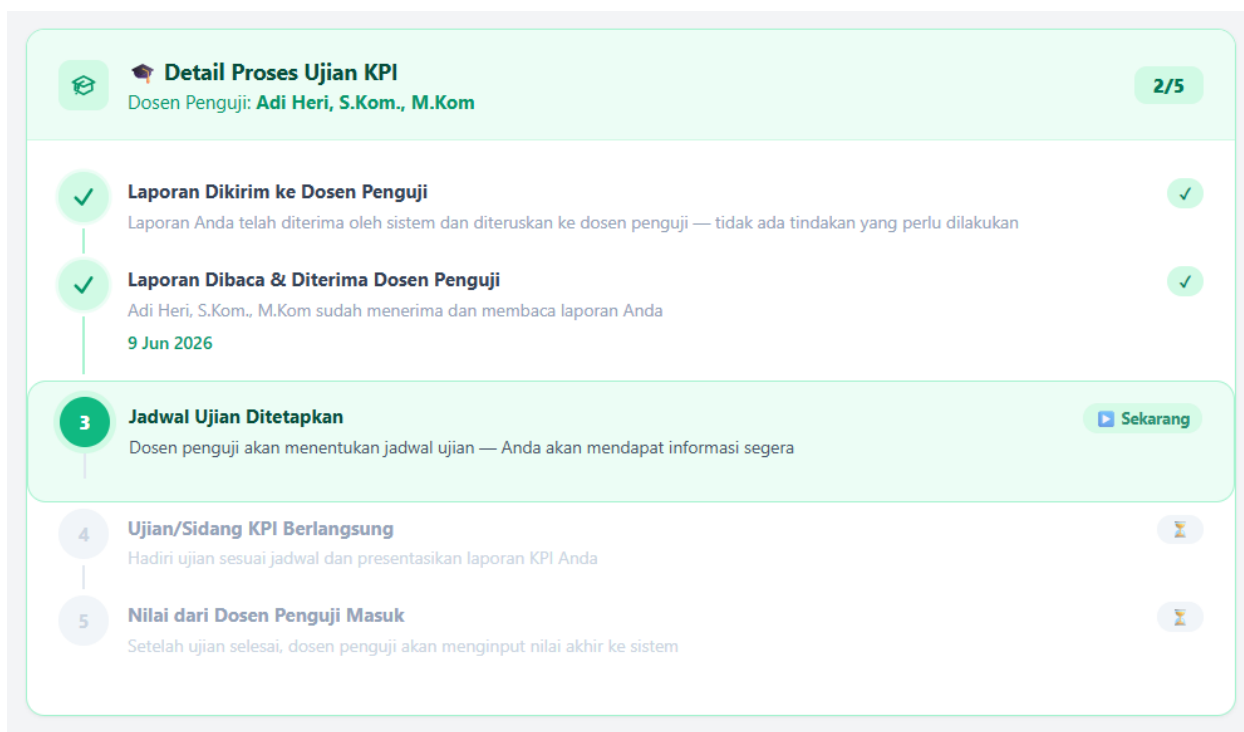 🎓 Detail Proses Ujian KPI
Dosen Penguji: Adi Heri, S.Kom., M.Kom
2/5
Laporan Dikirim ke Dosen Penguji
✓
Laporan Anda telah diterima oleh sistem dan diteruskan ke dosen penguji — tidak ada tindakan yang perlu dilakukan
Laporan Dibaca & Diterima Dosen Penguji
✓
Adi Heri, S.Kom., M.Kom sudah menerima dan membaca laporan Anda
9 Jun 2026
3
Jadwal Ujian Ditetapkan
▶️ Sekarang
Dosen penguji akan menentukan jadwal ujian — Anda akan mendapat informasi segera
4
Ujian/Sidang KPI Berlangsung
⏳
Hadiri ujian sesuai jadwal dan presentasikan laporan KPI Anda
5
Nilai dari Dosen Penguji Masuk
⏳
Setelah ujian selesai, dosen penguji akan menginput nilai akhir ke sistem